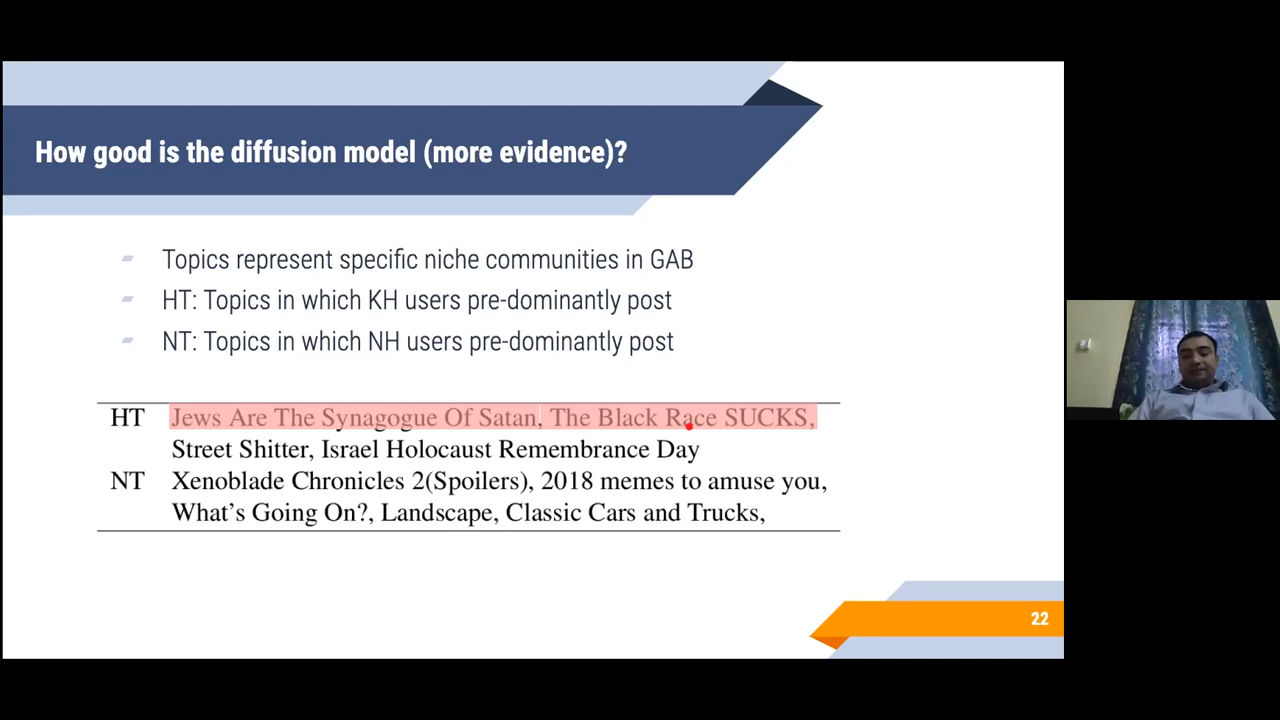 How good is the diffusion model (more evidence)?
Topics represent specific niche communities in GAB
HT: Topics in which KH users pre-dominantly post
NT: Topics in which NH users pre-dominantly post
HT Jews Are The Synagogue Of Satan, The Black Race SUCKS,
Street Shitter, Israel Holocaust Remembrance Day
NT Xenoblade Chronicles 2(Spoilers), 2018 memes to amuse you,
What's Going On?, Landscape, Classic Cars and Trucks,
22